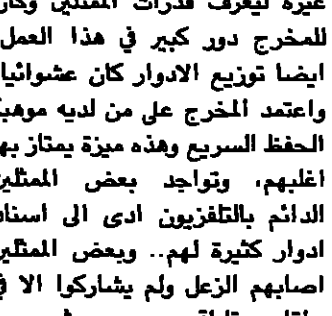 غيره ليعرف قدرات الممثلين وكان
للمخرج دور كبير في هذا العمل
ايضا توزيع الادوار كان عشوائيا
واعتمد المخرج على من لديه موهبة
الحفظ السريع وهذه ميزة يمتاز بها
اغلبهم، وتواجد بعض الممثلين
الدائم بالتلفزيون ادى الى اسناد
ادوار كثيرة لهم.. وبعض الممثلين
اصابهم الزعل ولم يشاركوا الا في